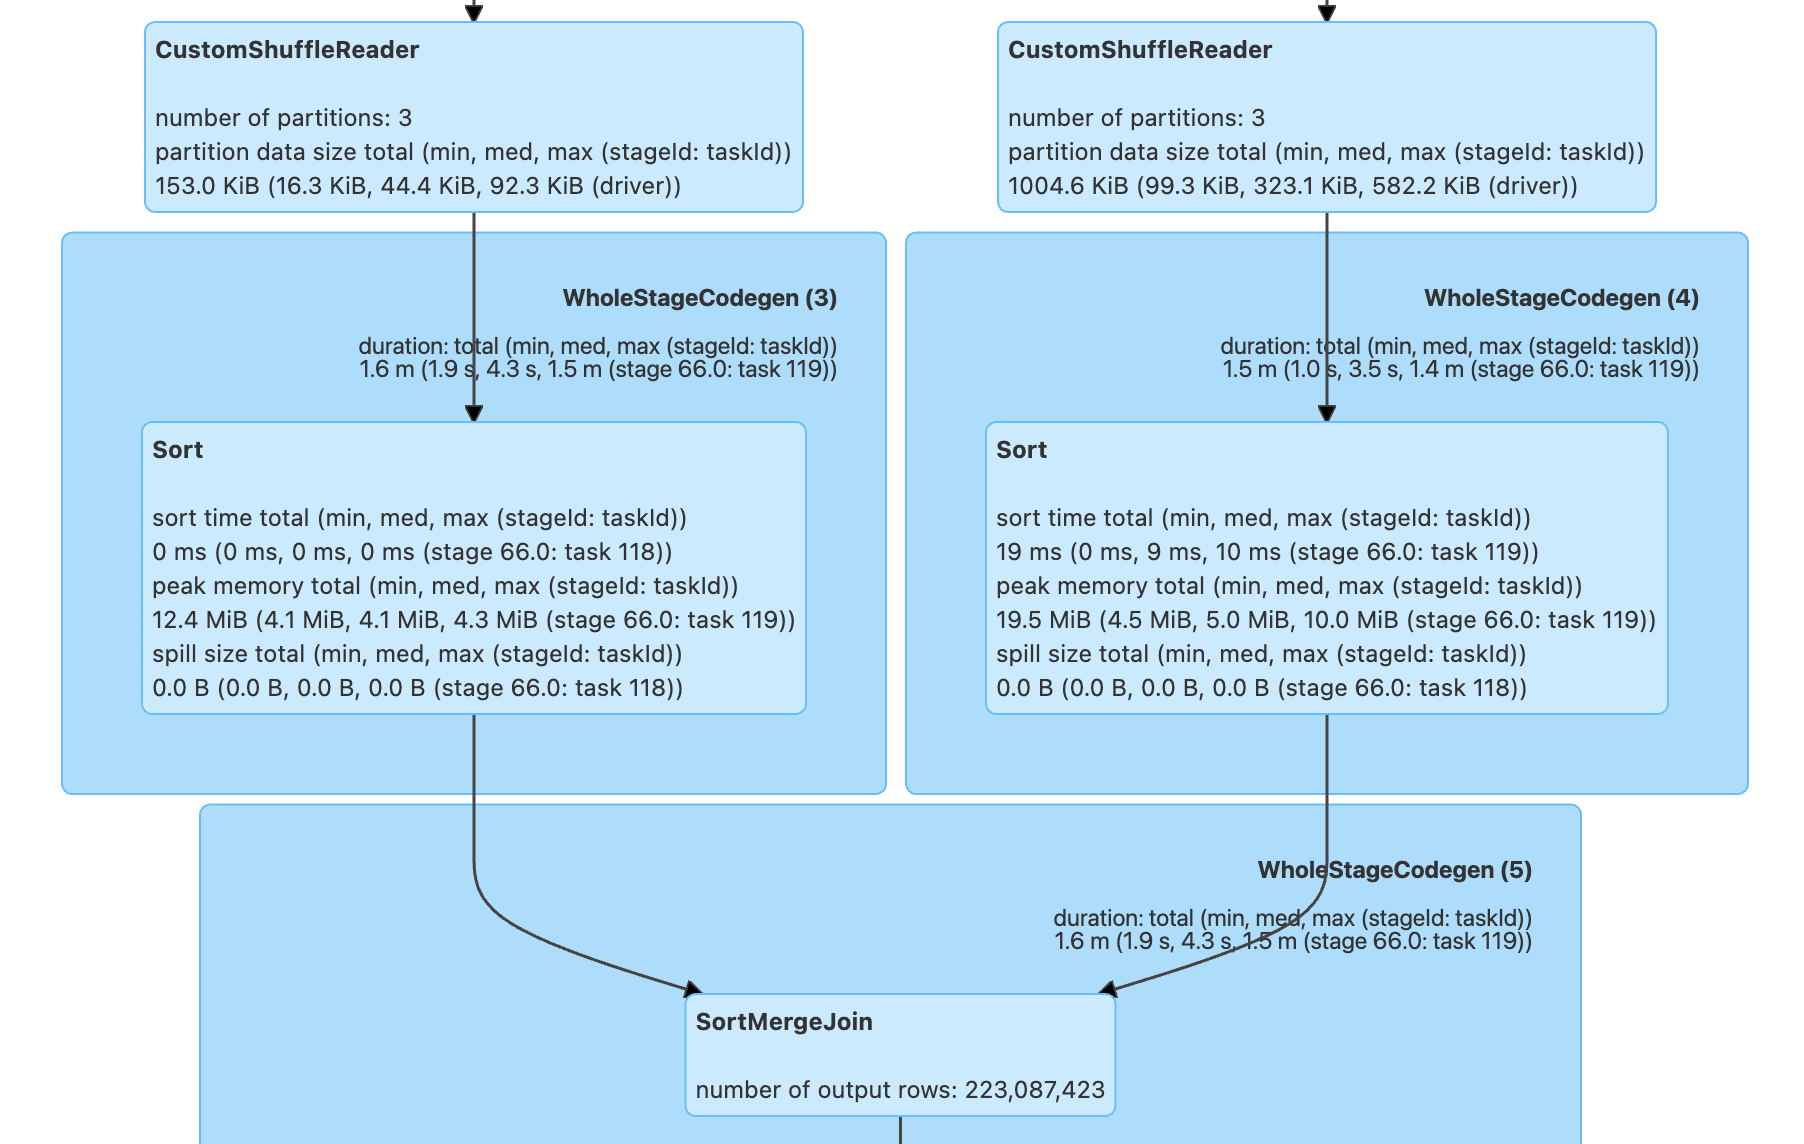 CustomShuffleReader
number of partitions: 3
partition data size total (min, med, max (stageId: taskId))
153.0 KiB (16.3 KiB, 44.4 KiB, 92.3 KiB (driver))
CustomShuffleReader
number of partitions: 3
partition data size total (min, med, max (stageId: taskId))
1004.6 KiB (99.3 KiB, 323.1 KiB, 582.2 KiB (driver))
WholeStageCodegen (3)
duration: total (min, med, max (stageId: taskId))
1.6 m (1.9 s, 4.3 s, 1.5 m (stage 66.0: task 119))
Sort
sort time total (min, med, max (stageId: taskId))
0 ms (0 ms, 0 ms, 0 ms (stage 66.0: task 118))
peak memory total (min, med, max (stageId: taskId))
12.4 MiB (4.1 MiB, 4.1 MiB, 4.3 MiB (stage 66.0: task 119))
spill size total (min, med, max (stageId: taskId))
0.0 B (0.0 B, 0.0 B, 0.0 B (stage 66.0: task 118))
WholeStageCodegen (4)
duration: total (min, med, max (stageId: taskId))
1.5 m (1.0 s, 3.5 s, 1.4 m (stage 66.0: task 119))
Sort
sort time total (min, med, max (stageId: taskId))
19 ms (0 ms, 9 ms, 10 ms (stage 66.0: task 119))
peak memory total (min, med, max (stageId: taskId))
19.5 MiB (4.5 MiB, 5.0 MiB, 10.0 MiB (stage 66.0: task 119))
spill size total (min, med, max (stageId: taskId))
0.0 B (0.0 B, 0.0 B, 0.0 B (stage 66.0: task 118))
WholeStageCodegen (5)
duration: total (min, med, max (stageId: taskId))
1.6 m (1.9 s, 4.3 s, 1.5 m (stage 66.0: task 119))
SortMergeJoin
number of output rows: 223,087,423